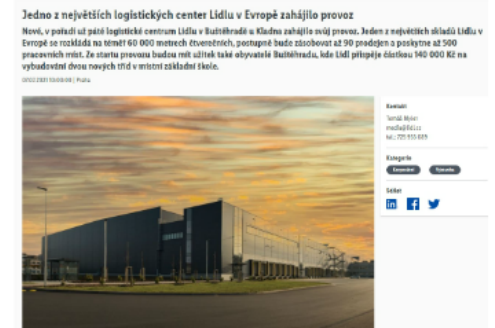 Jedno z největších logistických center Lidlu v Evropě zahájilo provoz
Nové, v pořadí už páté logistické centrum Lidlu v Buštěhradě u Kladna zahájilo svůj provoz. Jeden z největších skladů Lidlu v
Evropě se rozkládá na téměř 60 000 metrech čtverečních, postupně bude zásobovat až 90 prodejen a poskytne až 500
pracovních míst. Ze startu provozu budou mít užitek také obyvatelé Buštěhradu, kde Lidl přispěje částkou 140 000 Kč na
vybudování dvou nových tříd v místní základní škole.
| Praha
Kontakt
Tomáš Myler
Kategorie
Sdílet